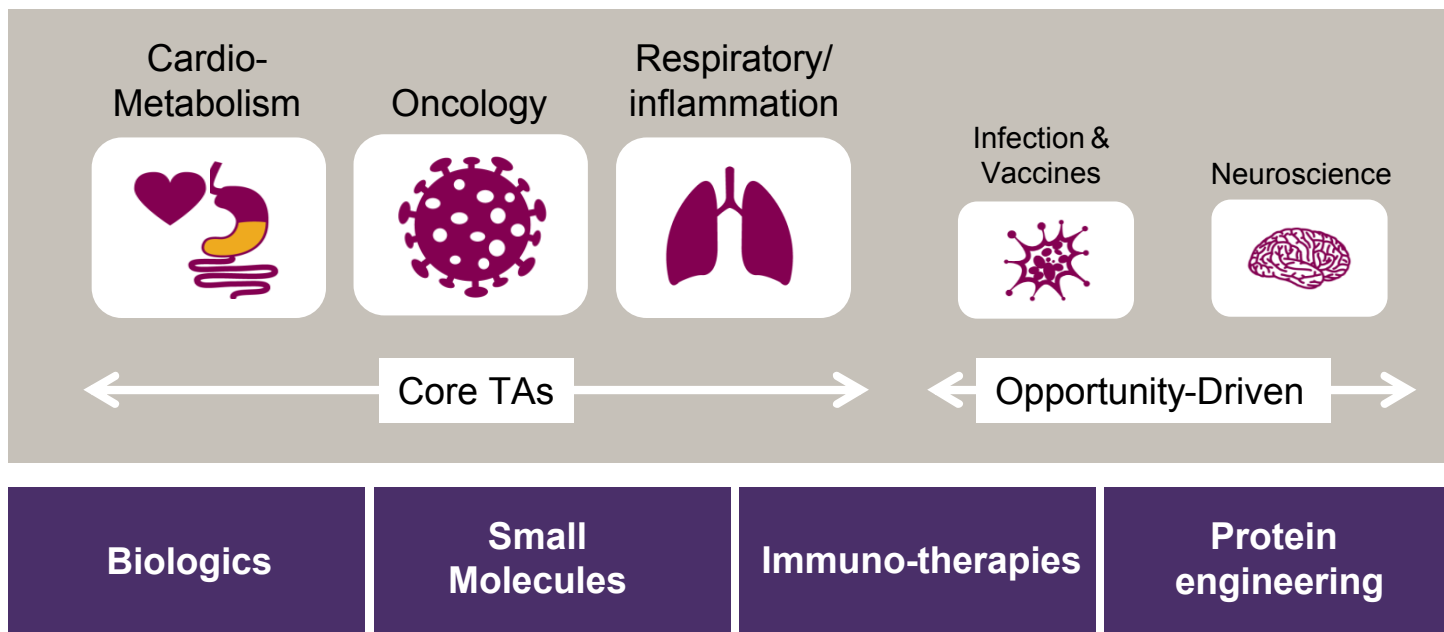 Cardio-
Metabolism
Oncology
Respiratory/
inflammation
Infection &
Vaccines
Neuroscience
Core TAs
Opportunity-Driven
Biologics
Small
Molecules
Immuno-therapies
Protein
engineering